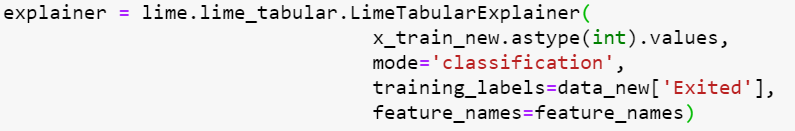 explainer = lime.lime_tabular.LimeTabularExplainer(
x_train_new.astype(int).values,
mode='classification',
training_labels=data_new['Exited'],
feature_names=feature_names)